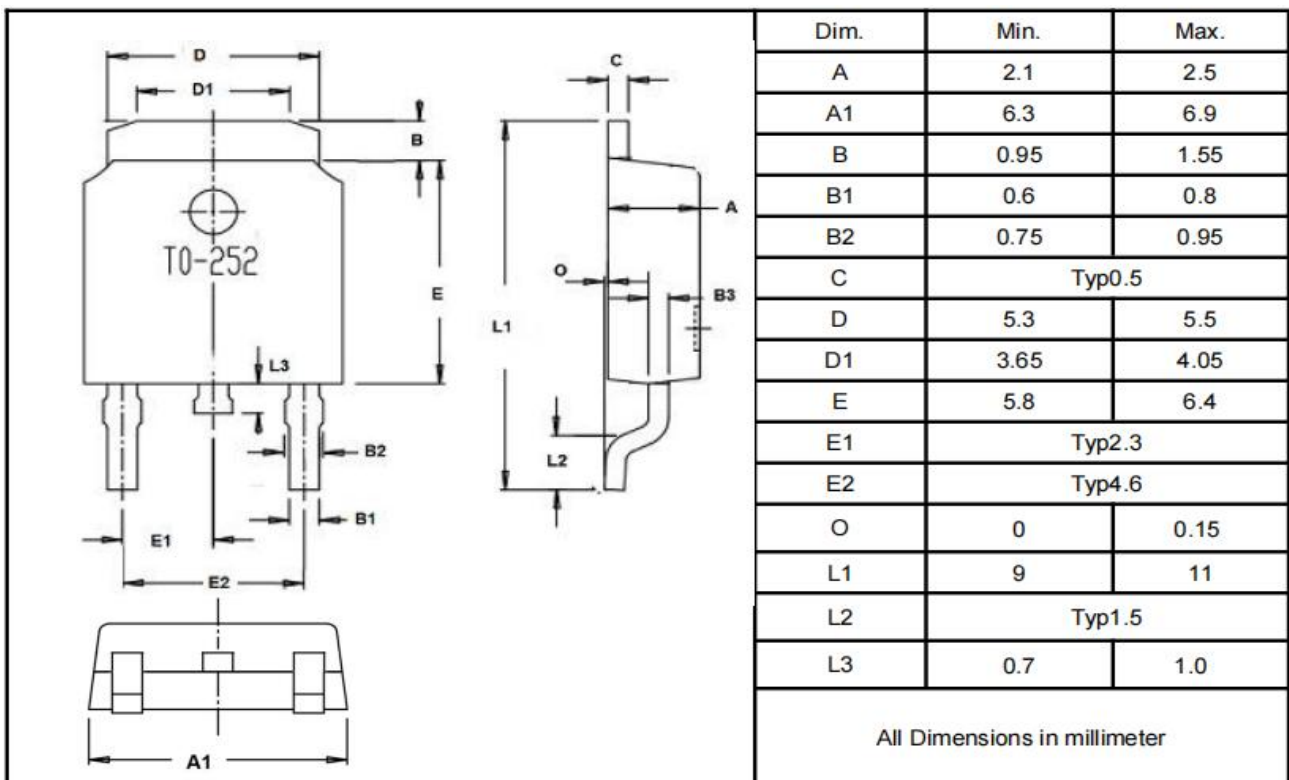 D
D1
B
TO-252
E
L3
B2
B1
E1
E2
A1
C
A
O
B3
L1
L2
Dim. Min. Max.
A 2.1 2.5
A1 6.3 6.9
B 0.95 1.55
B1 0.6 0.8
B2 0.75 0.95
C Typ0.5
D 5.3 5.5
D1 3.65 4.05
E 5.8 6.4
E1 Typ2.3
E2 Typ4.6
O 0 0.15
L1 9 11
L2 Typ1.5
L3 0.7 1.0
All Dimensions in millimeter